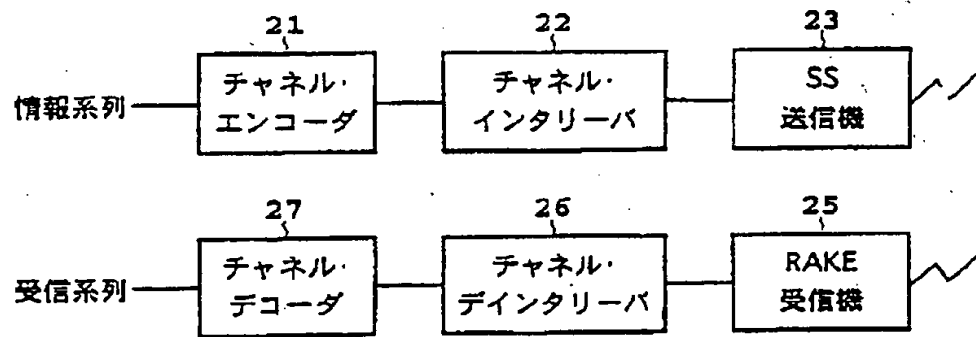 21
22
23
情報系列
チャネル・
エンコーダ
チャネル・
インタリーバ
SS
送信機
27
26
25
受信系列
チャネル・
デコーダ
チャネル・
デインタリーバ
RAKE
受信機